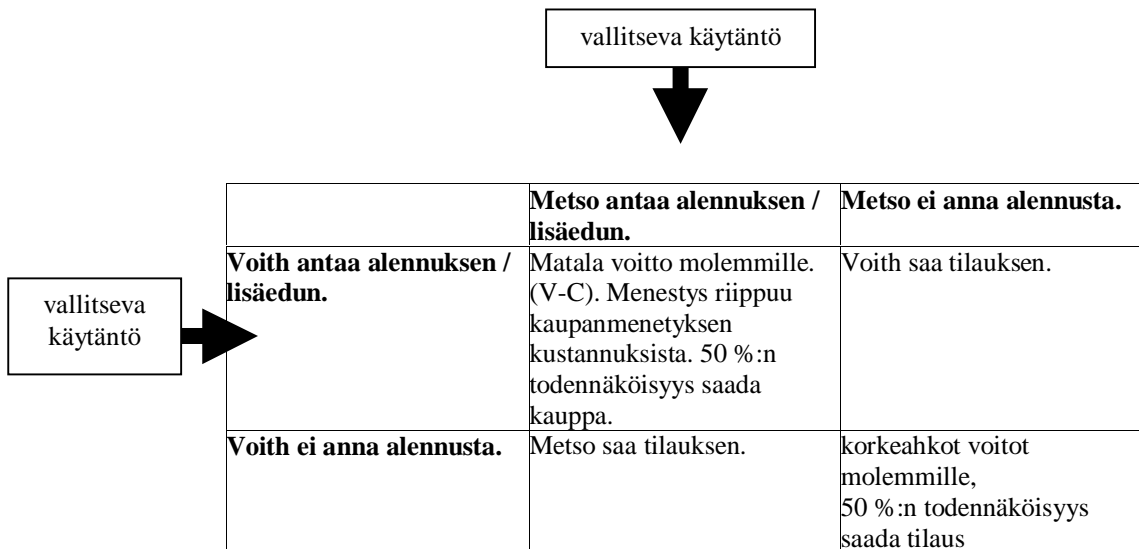 vallitseva käytäntö
Metso antaa alennuksen /
lisäedun.
Metso ei anna alennusta.
vallitseva
käytäntö
Voith antaa alennuksen /
lisäedun.
Matala voitto molemmille.
(V-C). Menestys riippuu
kaupanmenetyksen
kustannuksista. 50 %:n
todennäköisyys saada
kauppa.
Voith saa tilauksen.
Voith ei anna alennusta.
Metso saa tilauksen.
korkeahkot voitot
molemmille,
50 %:n todennäköisyys
saada tilaus